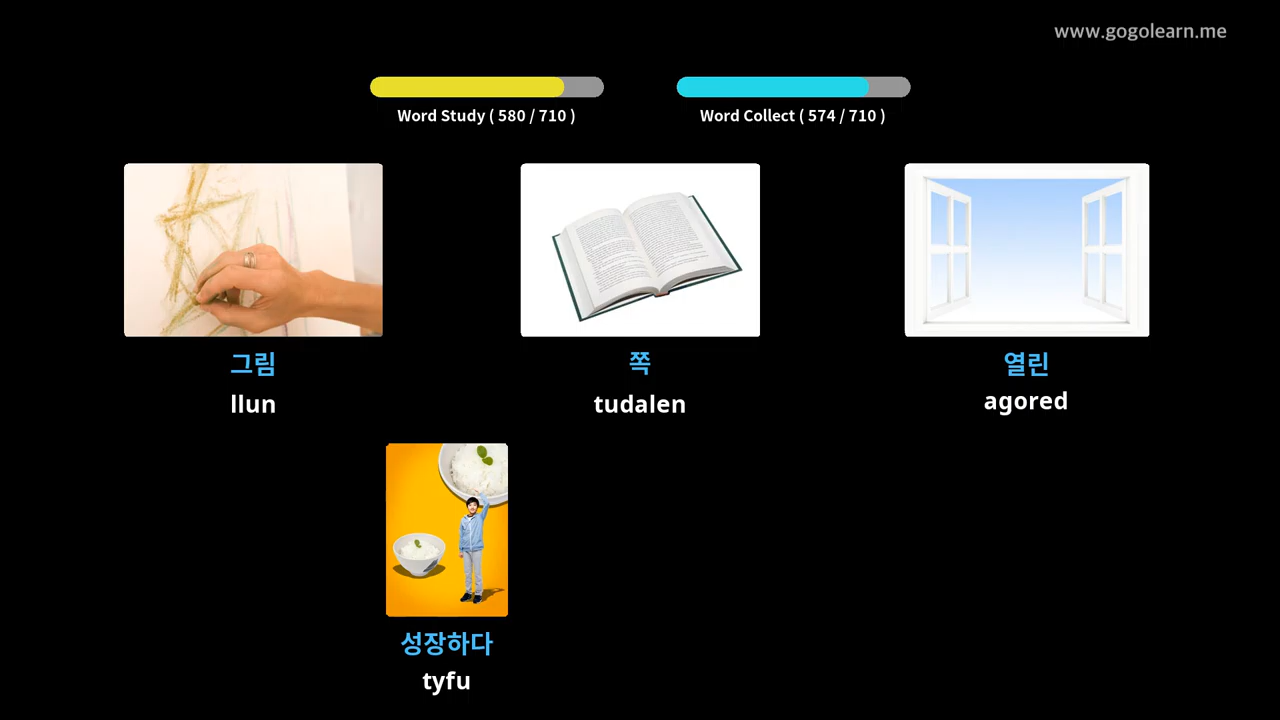 www.gogolearn.me
Word Study ( 580 / 710 )
Word Collect ( 574 / 710 )
그림
쪽
열린
llun
tudalen
agored
성장하다
tyfu